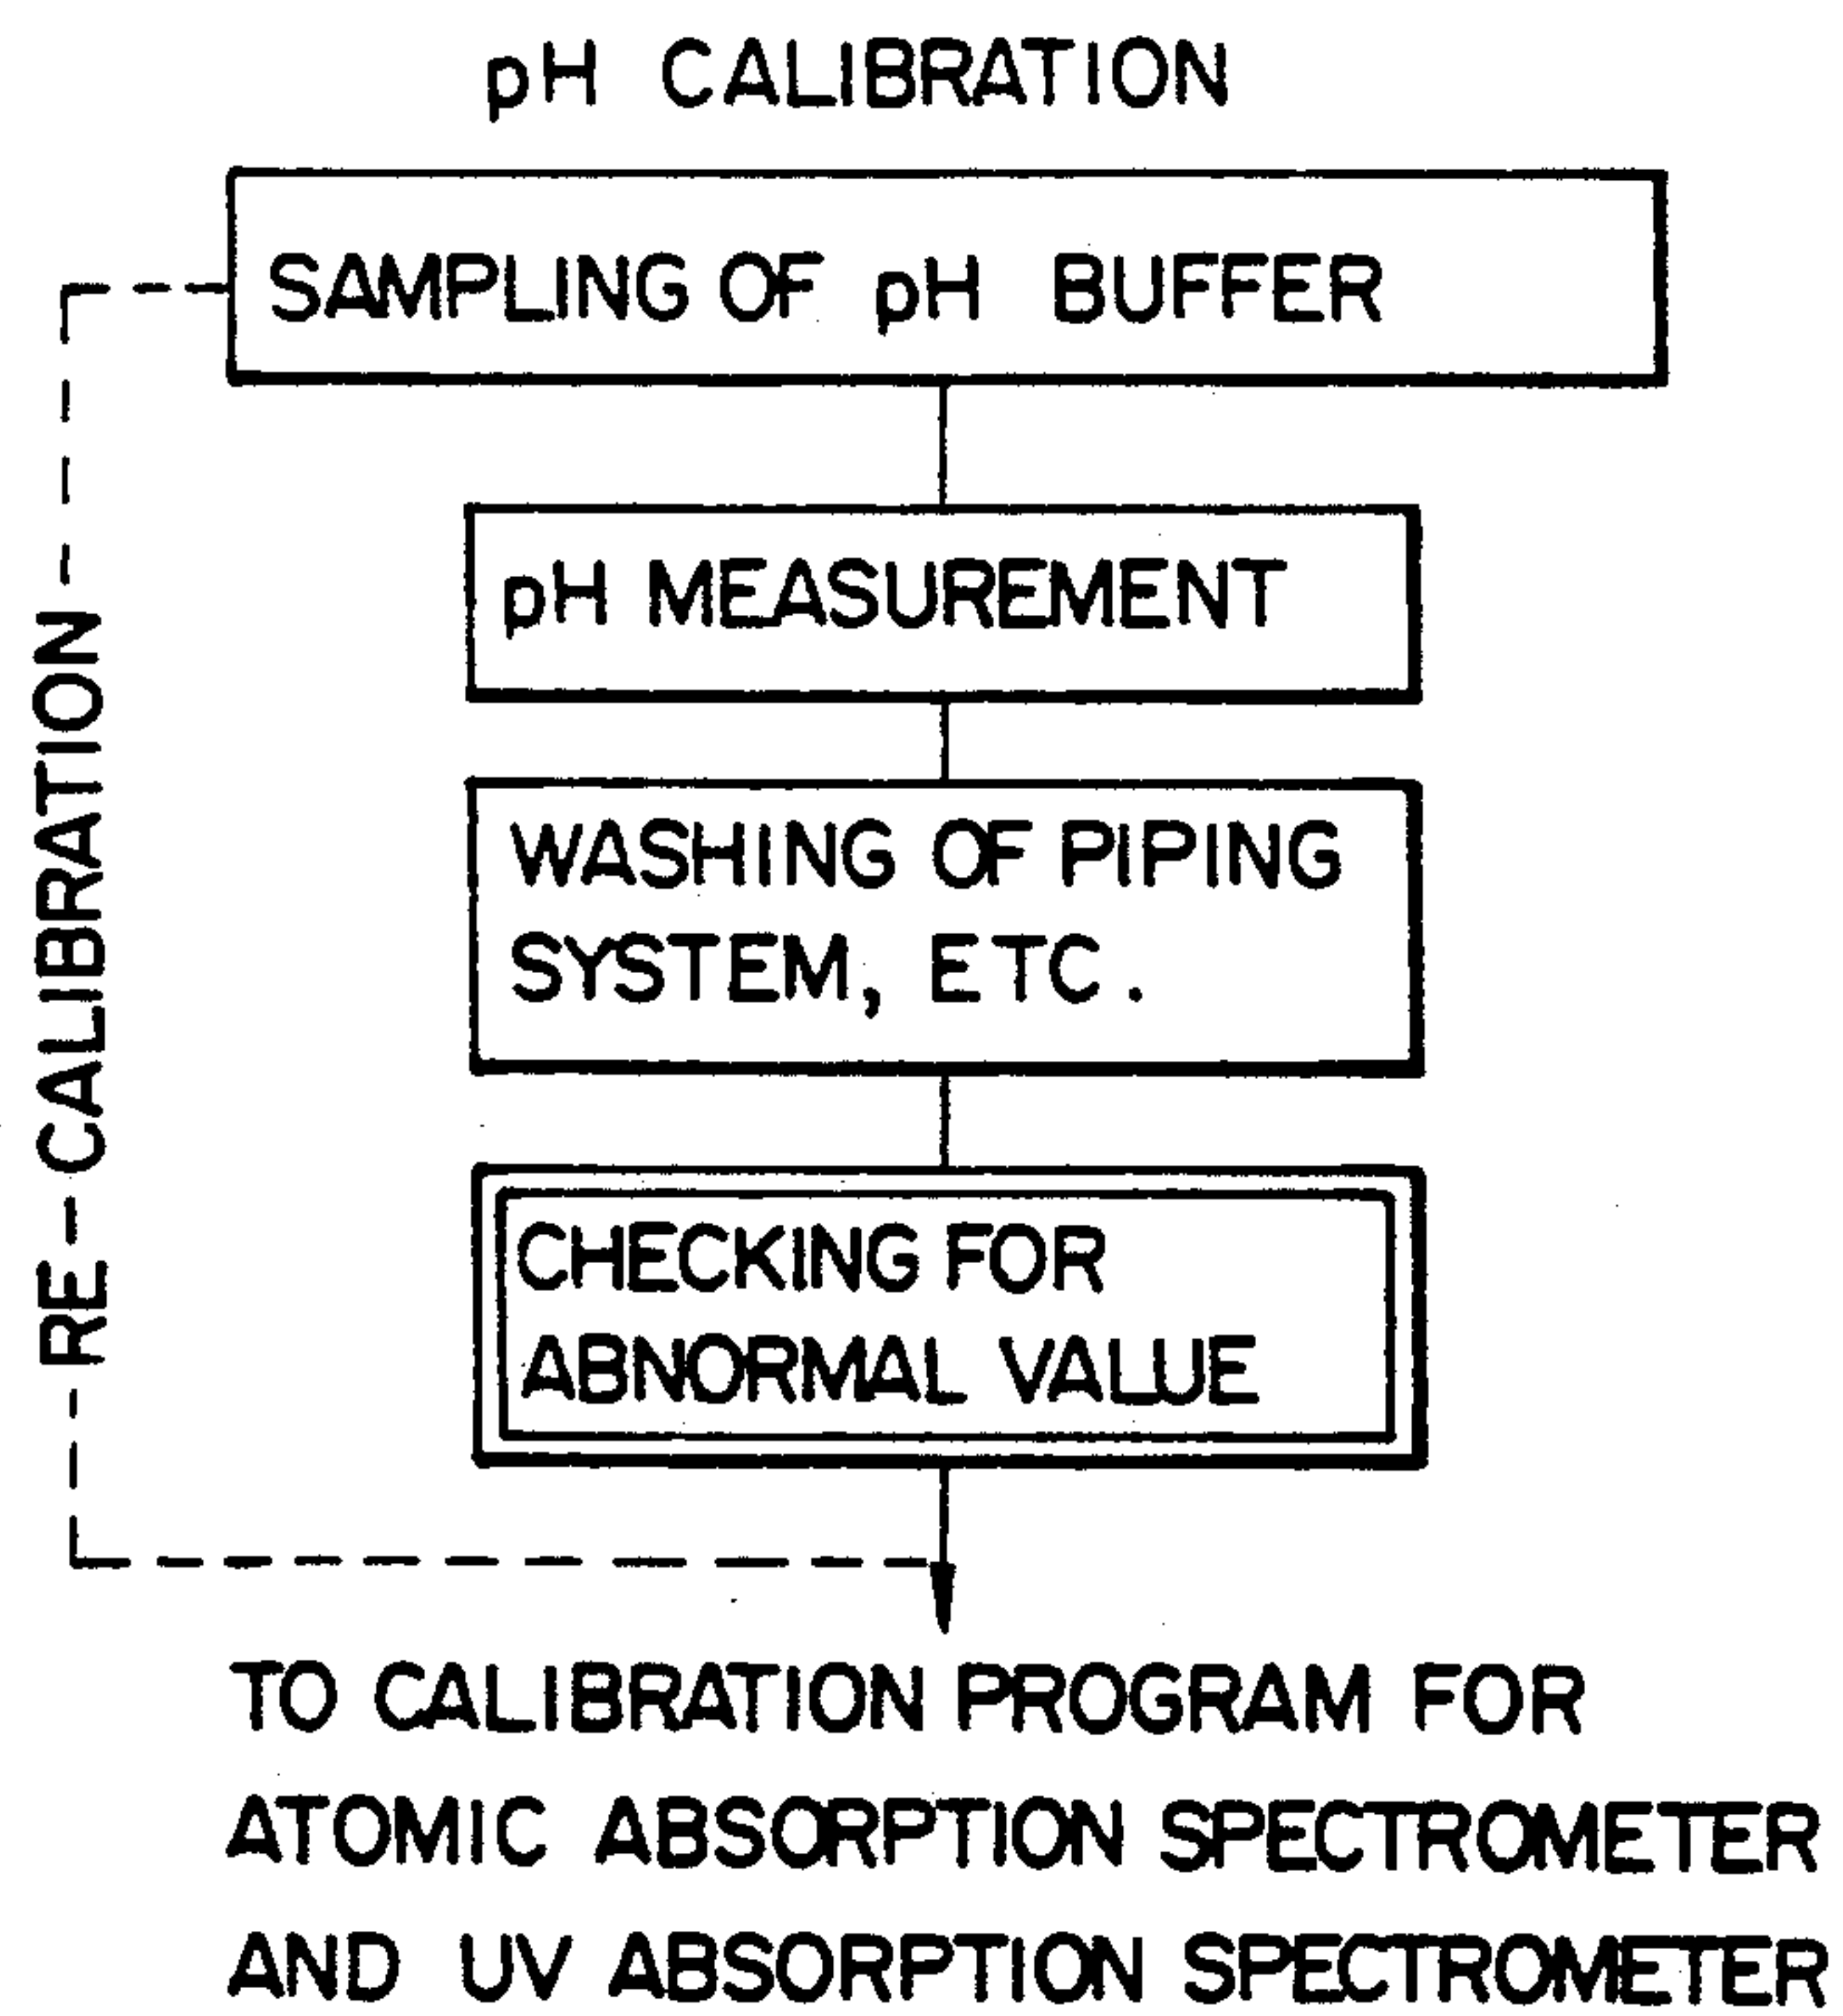 pH CALIBRATION
SAMPLING OF pH BUFFER
pH MEASUREMENT
WASHING OF PIPING
SYSTEM, ETC.
CHECKING FOR
ABNORMAL VALUE
RE CALIBRATION
TO CALIBRATION PROGRAM FOR
ATOMIC ABSORPTION SPECTROMETER
AND UV ABSORPTION SPECTROMETER